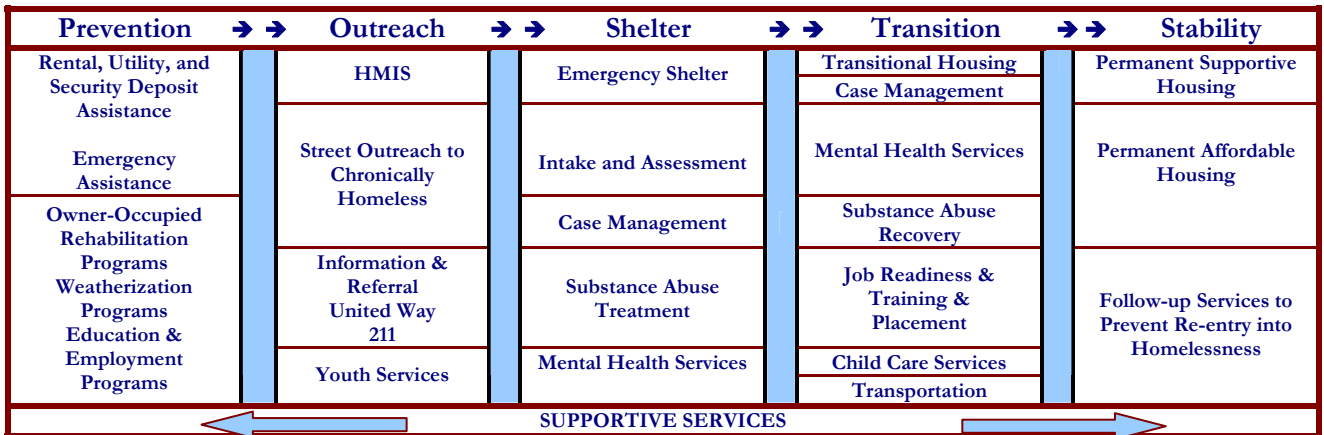 Prevention → → Outreach → → Shelter → → Transition → → Stability
Rental, Utility, and
Security Deposit
Assistance
Emergency
Assistance
Owner-Occupied
Rehabilitation
Programs
Weatherization
Programs
Education &
Employment
Programs
HMIS
Street Outreach to
Chronically
Homeless
Information &
Referral
United Way
211
Youth Services
Emergency Shelter
Intake and Assessment
Case Management
Substance Abuse
Treatment
Mental Health Services
Transitional Housing
Case Management
Mental Health Services
Substance Abuse
Recovery
Job Readiness &
Training &
Placement
Child Care Services
Transportation
Permanent Supportive
Housing
Permanent Affordable
Housing
Follow-up Services to
Prevent Re-entry into
Homelessness
SUPPORTIVE SERVICES